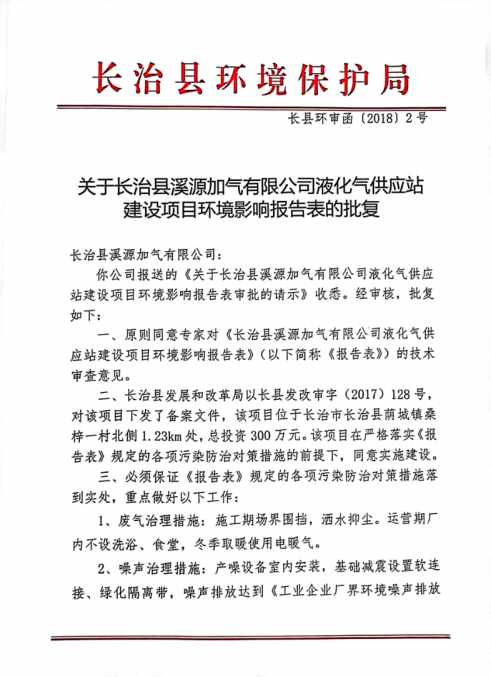 长治县环境保护局
长县环审函〔2018〕2号
关于长治县溪源加气有限公司液化气供应站
建设项目环境影响报告表的批复
长治县溪源加气有限公司：
你公司报送的《关于长治县溪源加气有限公司液化气供应
站建设项目环境影响报告表审批的请示》收悉。经审核，批复
如下：
一、原则同意专家对《长治县溪源加气有限公司液化气供
应站建设项目环境影响报告表》（以下简称《报告表》）的技术
审查意见。
二、长治县发展和改革局以长县发改审字（2017）128号，
对该项目下发了备案文件，该项目位于长治市长治县荫城镇桑
梓一村北侧1.23km处，总投资300万元。该项目在严格落实《报
告表》规定的各项污染防治对策措施的前提下，同意实施建设。
三、必须保证《报告表》规定的各项污染防治对策措施落
到实处，重点做好以下工作：
1、废气治理措施：施工期场界围挡，洒水抑尘。运营期厂
内不设洗浴、食堂，冬季取暖使用电暖气。
2、噪声治理措施：产噪设备室内安装，基础减震设置软连
接、绿化隔离带，噪声排放达到《工业企业厂界环境噪声排放